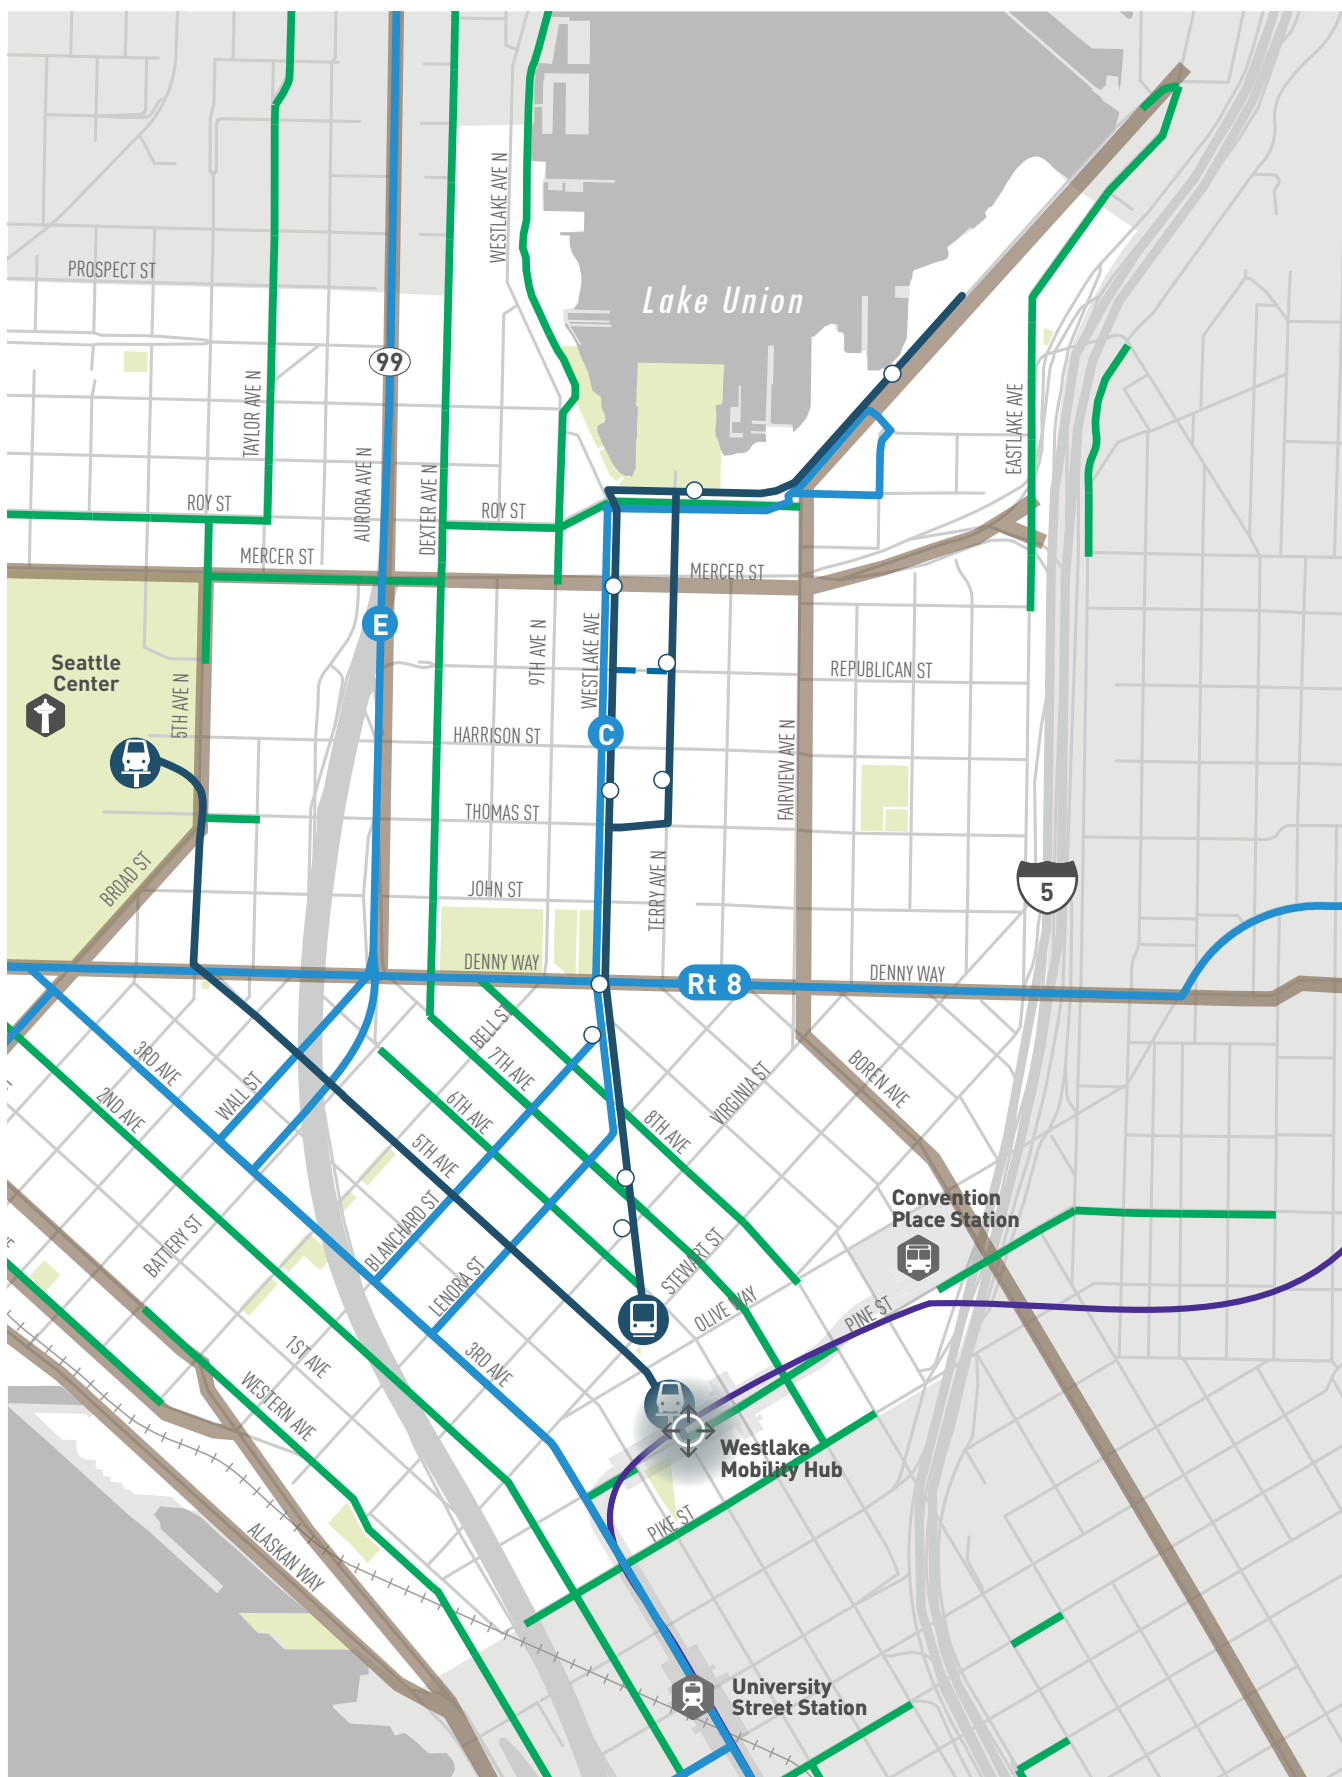 WESTLAKE AVE N
PROSPECT ST
Lake Union
99
TAYLOR AVE N
AURORA AVE N
DEXTER AVE N
EASTLAKE AVE
ROY ST
ROY ST
MERCER ST
MERCER ST
E
9TH AVE N
WESTLAKE AVE
Seattle
Center
5TH AVE N
REPUBLICAN ST
HARRISON ST
C
FAIRVIEW AVE N
THOMAS ST
BROAD ST
JOHN ST
TERRY AVE N
5
DENNY WAY
Rt 8
DENNY WAY
BELL ST
3RD AVE
7TH AVE
BOREN AVE
WALL ST
2ND AVE
6TH AVE
VIRGINIA ST
8TH AVE
5TH AVE
Convention
Place Station
BATTERY ST
BLANCHARD ST
STEWART ST
LENORA ST
OLIVE WAY
PINE ST
1ST AVE
3RD AVE
WESTERN AVE
Westlake
Mobility Hub
PIKE ST
ALASKAN WAY
University
Street Station